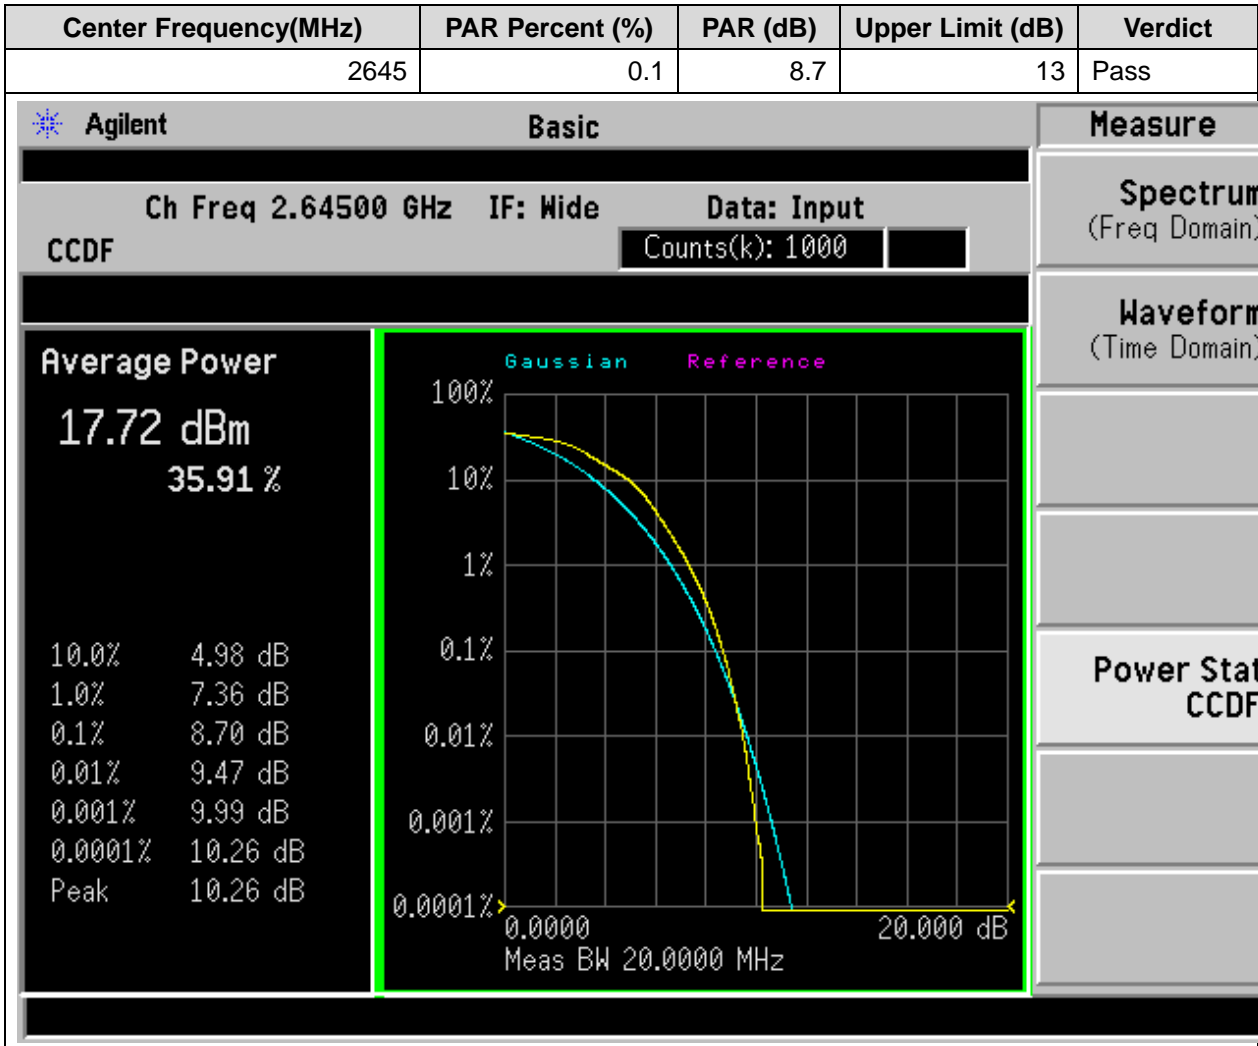 Center Frequency(MHz) PAR Percent (%) PAR (dB) Upper Limit (dB) Verdict
2645 0.1 8.7 13 Pass
Agilent Basic Measure
Ch Freq 2.64500 GHz IF: Wide Data: Input
CCDF Counts(k): 1000
Average Power
17.72 dBm
35.91 %
10.0% 4.98 dB
1.0% 7.36 dB
0.1% 8.70 dB
0.01% 9.47 dB
0.001% 9.99 dB
0.0001% 10.26 dB
Peak 10.26 dB
Gaussian Reference
100%
10%
1%
0.1%
0.01%
0.001%
0.0001%
0.0000 20.000 dB
Meas BW 20.0000 MHz
Spectrum
(Freq Domain)
Waveform
(Time Domain)
Power Stat
CCDF